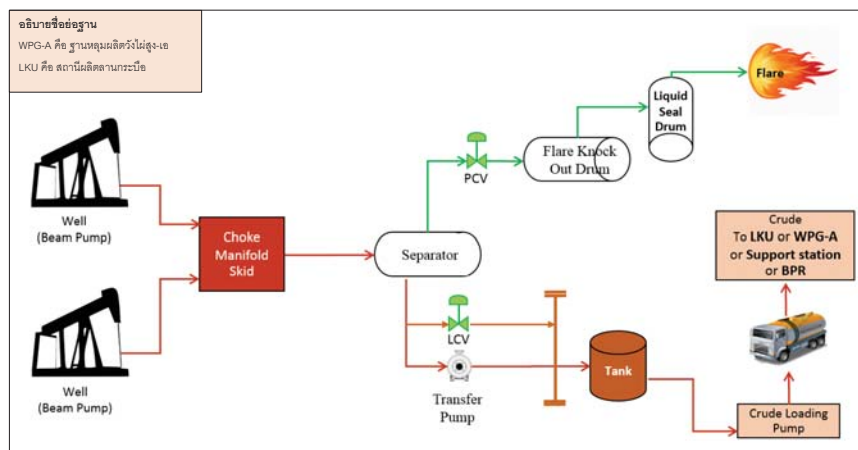 อธิบายชื่อย่อฐาน
WPG-A คือ ฐานหลุมผลิตวังไผ่สูง-เอ
LKU คือ สถานีผลิตลานกระบือ
Well
(Beam Pump)
Well
(Beam Pump)
Choke
Manifold
Skid
Separator
PCV
Flare Knock
Out Drum
Liquid
Seal
Drum
Flare
LCV
Transfer
Pump
Tank
Crude
To LKU or WPG-A
or Support station
or BPR
Crude Loading
Pump